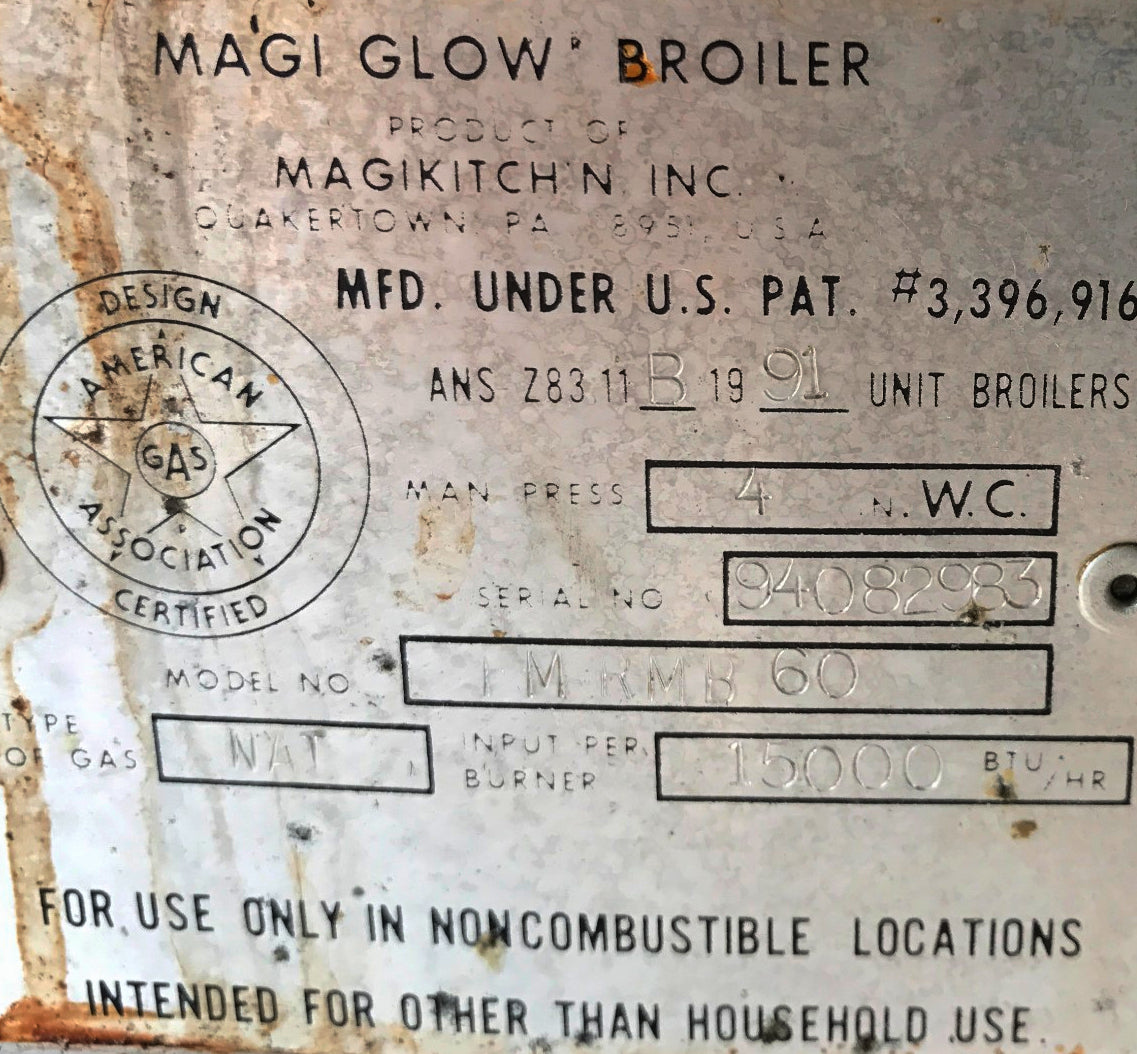 MAGI GLOW® BROILER
PRODUCT OF
MAGIKITCH'N INC.
QUAKERTOWN, PA 8951, U.S.A
MFD. UNDER U.S. PAT. #3,396,916
DESIGN
AMERICAN
GAS
ASSOCIATION
CERTIFIED
ANS Z83.11 B 19 91 UNIT BROILERS
MAN PRESS 4 N. W.C.
SERIAL NO 94082983
MODEL NO RMB 60
TYPE OF GAS NAT
INPUT PER BURNER 15000 BTU/HR
FOR USE ONLY IN NONCOMBUSTIBLE LOCATIONS
INTENDED FOR OTHER THAN HOUSEHOLD USE.